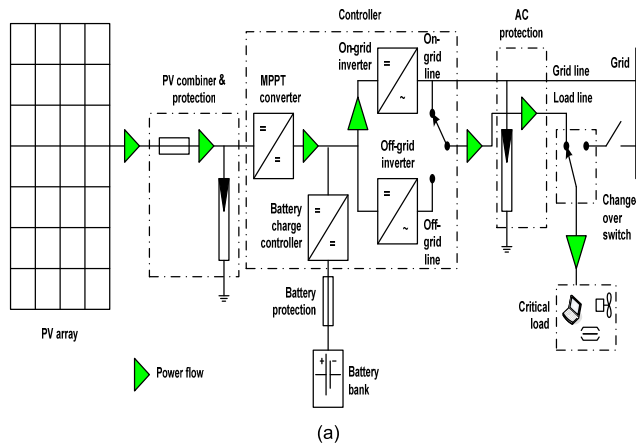 Controller
AC
protection
On-grid
inverter
On-
grid
line
Grid
PV combiner &
protection
MPPT
converter
Grid line
Load line
=
~
=
=
Off-grid
inverter
Battery
charge
controller
=
=
=
~
Off-
grid
line
Change
over
switch
Battery
protection
Critical
load
PV array
Power flow
+ −
Battery
bank
(a)